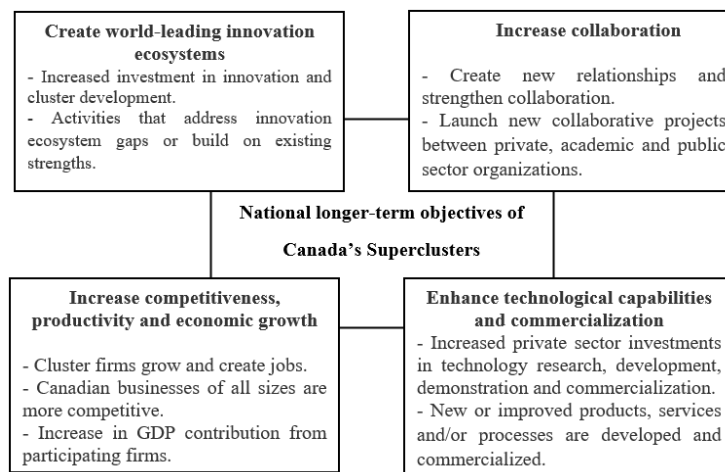 Create world-leading innovation
ecosystems
- Increased investment in innovation and
cluster development.
- Activities that address innovation
ecosystem gaps or build on existing
strengths.
Increase collaboration
- Create new relationships and
strengthen collaboration.
- Launch new collaborative projects
between private, academic and public
sector organizations.
National longer-term objectives of
Canada's Superclusters
Increase competitiveness,
productivity and economic growth
- Cluster firms grow and create jobs.
- Canadian businesses of all sizes are
more competitive.
- Increase in GDP contribution from
participating firms.
Enhance technological capabilities
and commercialization
- Increased private sector investments
in technology research, development,
demonstration and commercialization.
- New or improved products, services
and/or processes are developed and
commercialized.